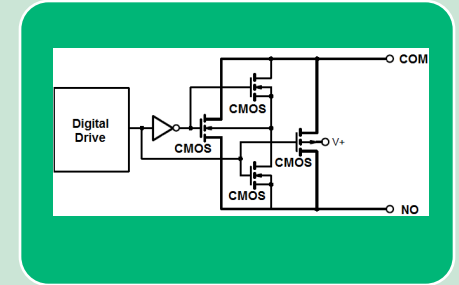 COM
CMOS
Digital
Drive
CMOS
V+
CMOS
CMOS
NO